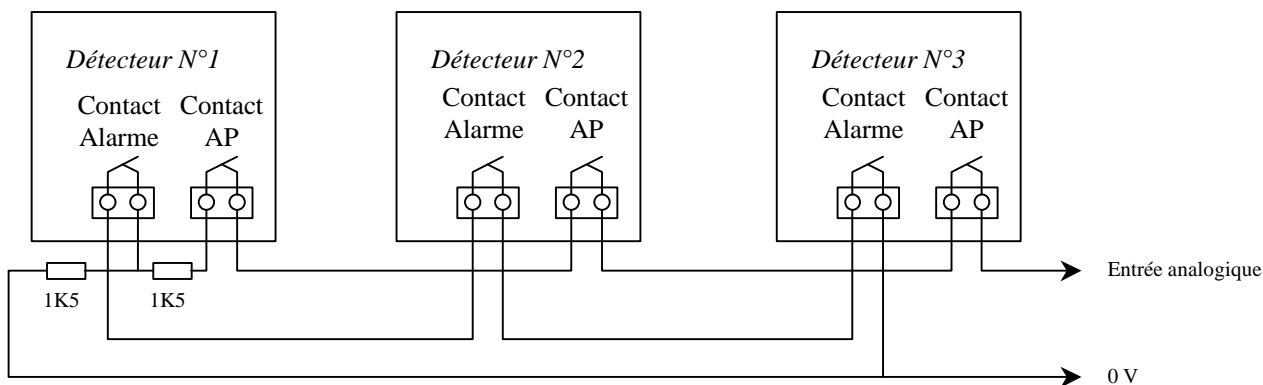 Détecteur N°1
Contact Contact
Alarme AP
Détecteur N°2
Contact Contact
Alarme AP
Détecteur N°3
Contact Contact
Alarme AP
1K5 1K5
Entrée analogique
0 V